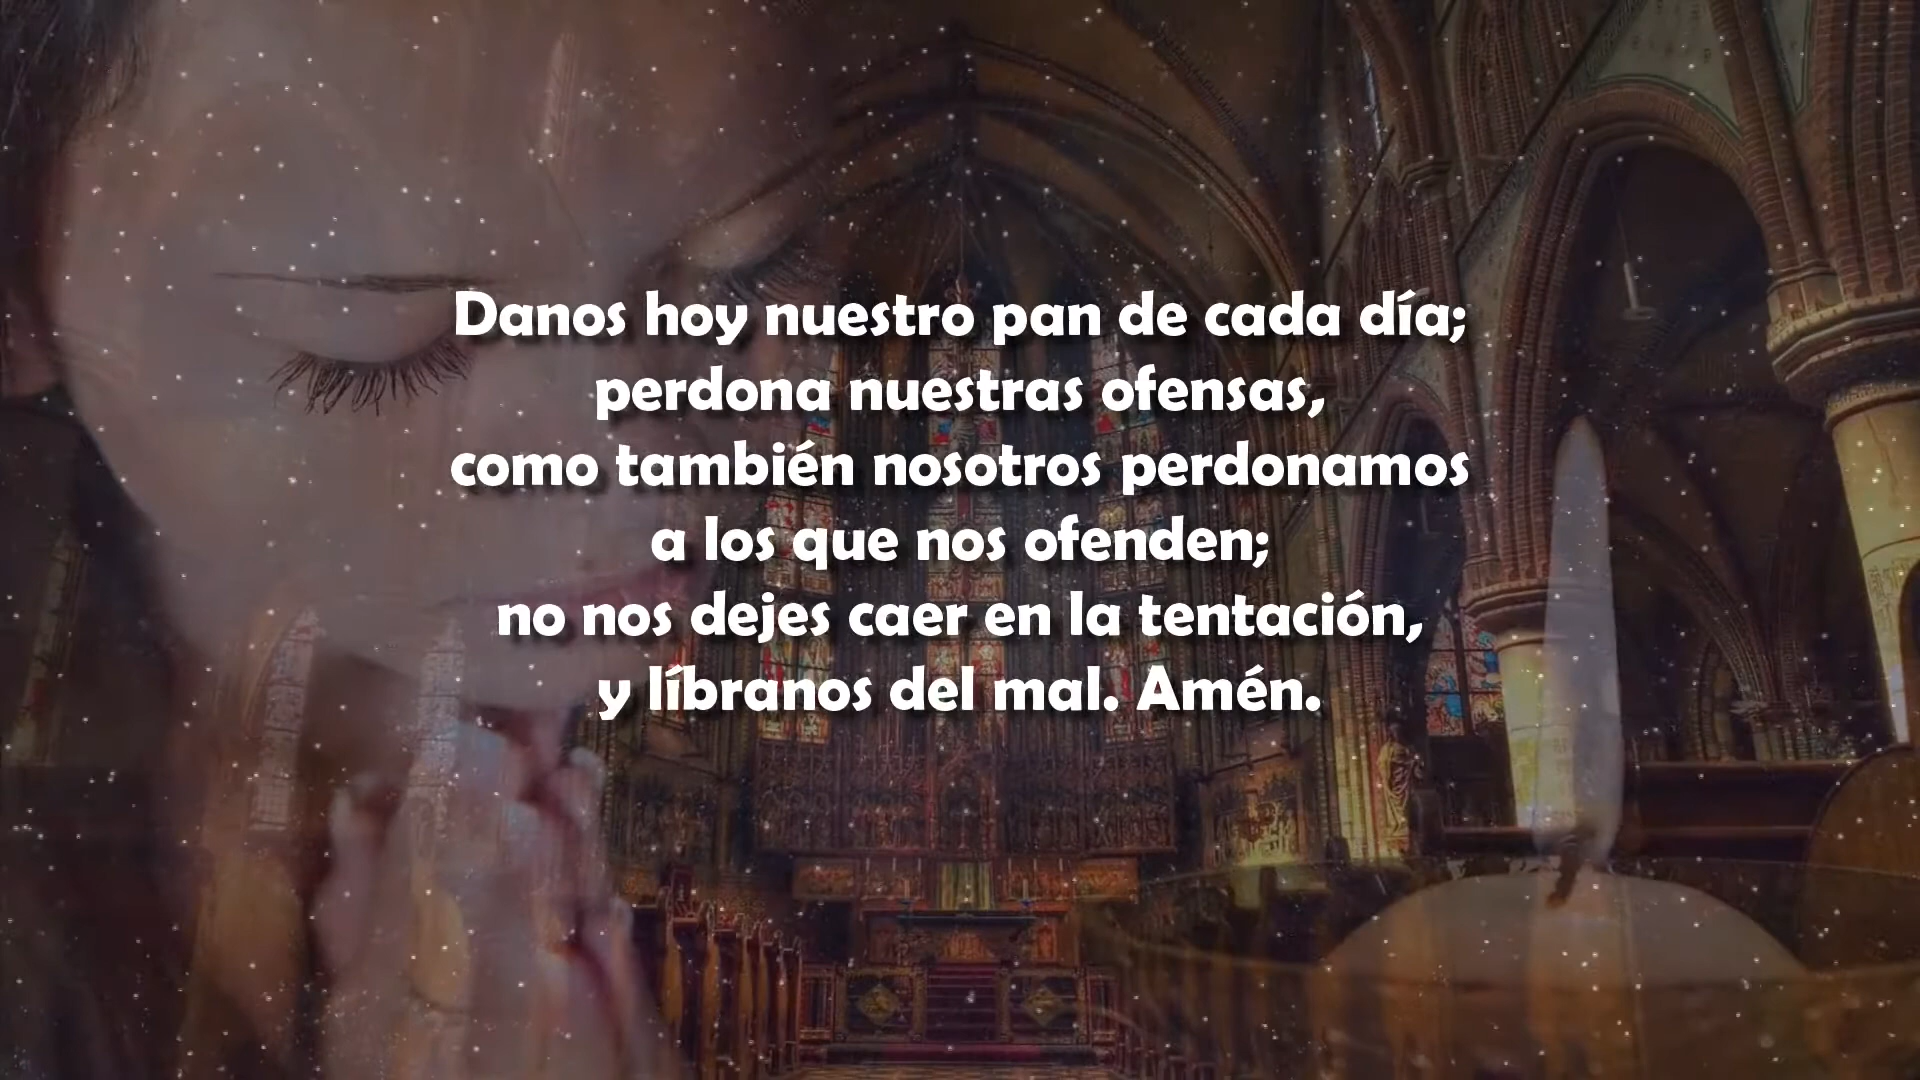 Danos hoy nuestro pan de cada día;
perdona nuestras ofensas,
como también nosotros perdonamos
a los que nos ofenden;
no nos dejes caer en la tentación,
y líbranos del mal. Amén.